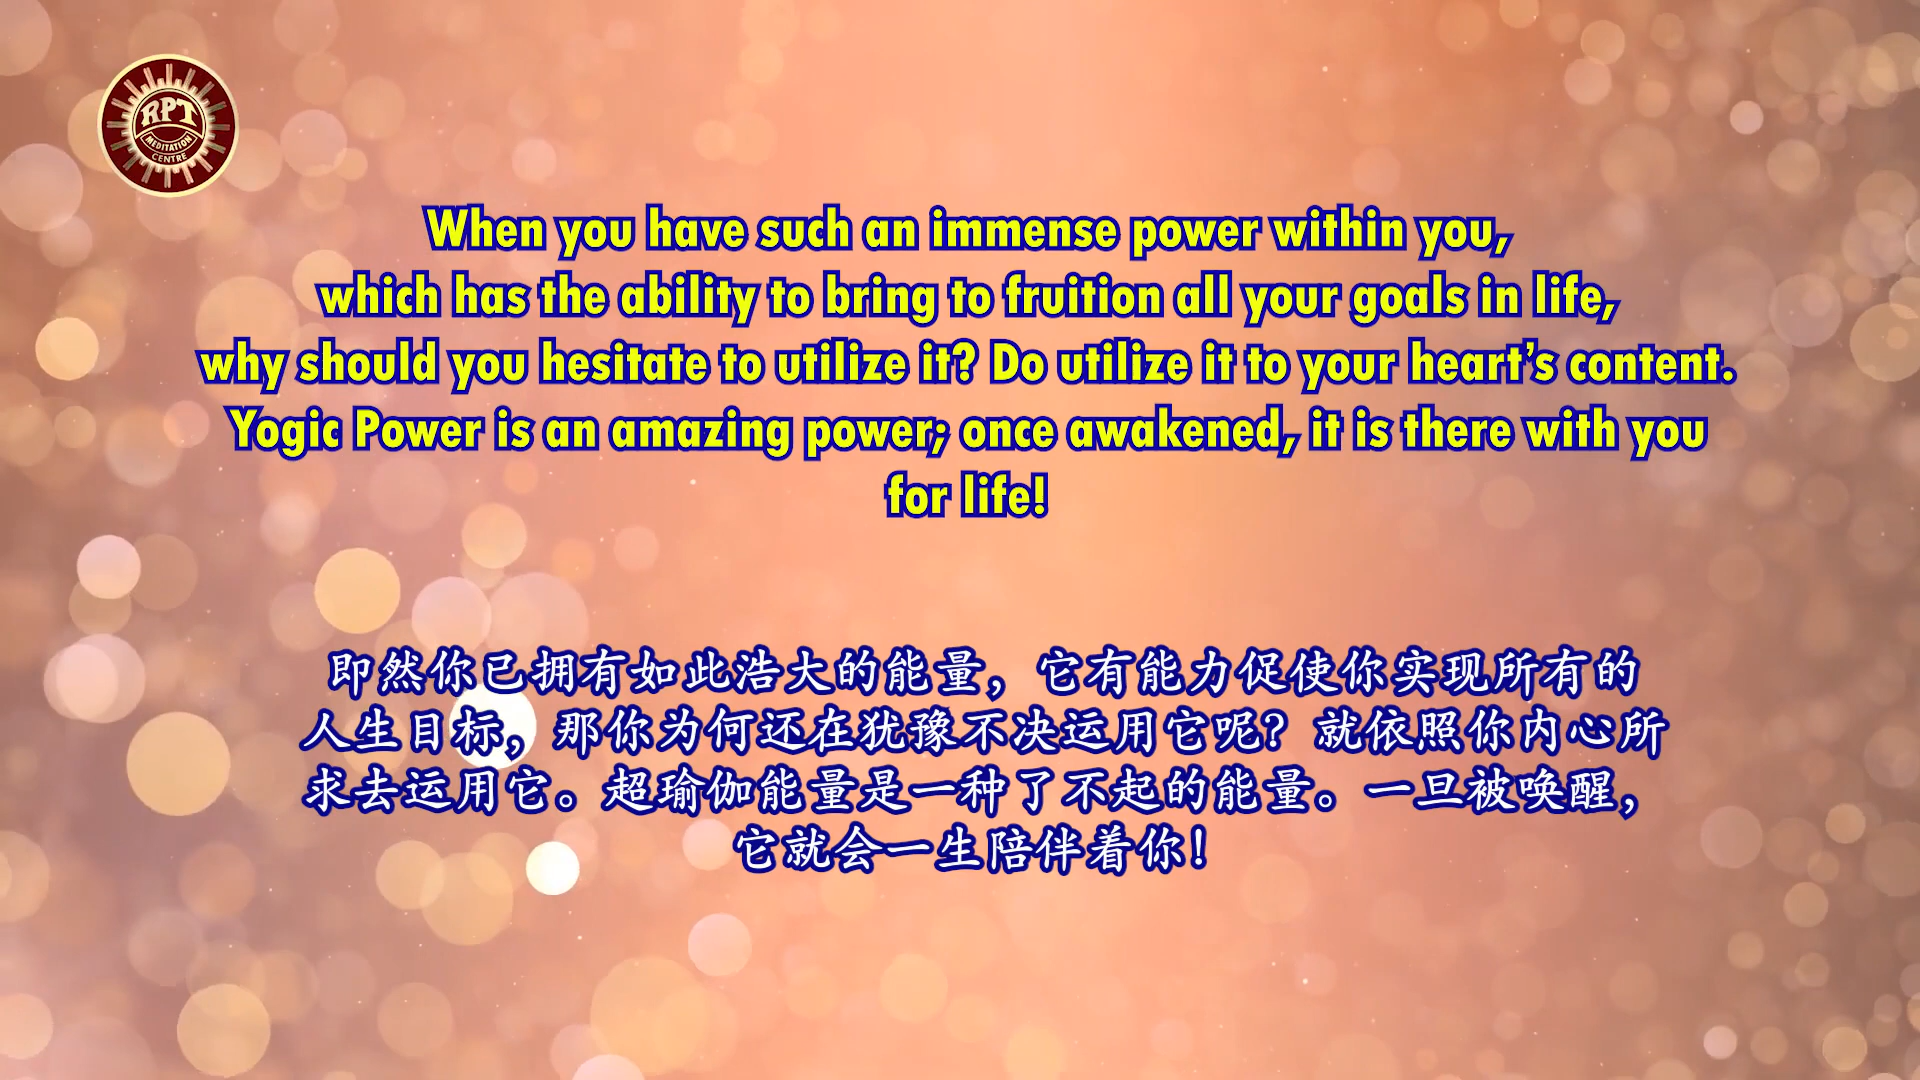 RPT
MEDITATION
CENTRE
When you have such an immense power within you,
which has the ability to bring to fruition all your goals in life,
why should you hesitate to utilize it? Do utilize it to your heart’s content.
Yogic Power is an amazing power; once awakened, it is there with you
for life!
即然你已拥有如此浩大的能量，它有能力促使你实现所有的
人生目标，那你为何还在犹豫不决运用它呢？就依照你内心所
求去运用它。超瑜伽能量是一种了不起的能量。一旦被唤醒，
它就会一生陪伴着你！